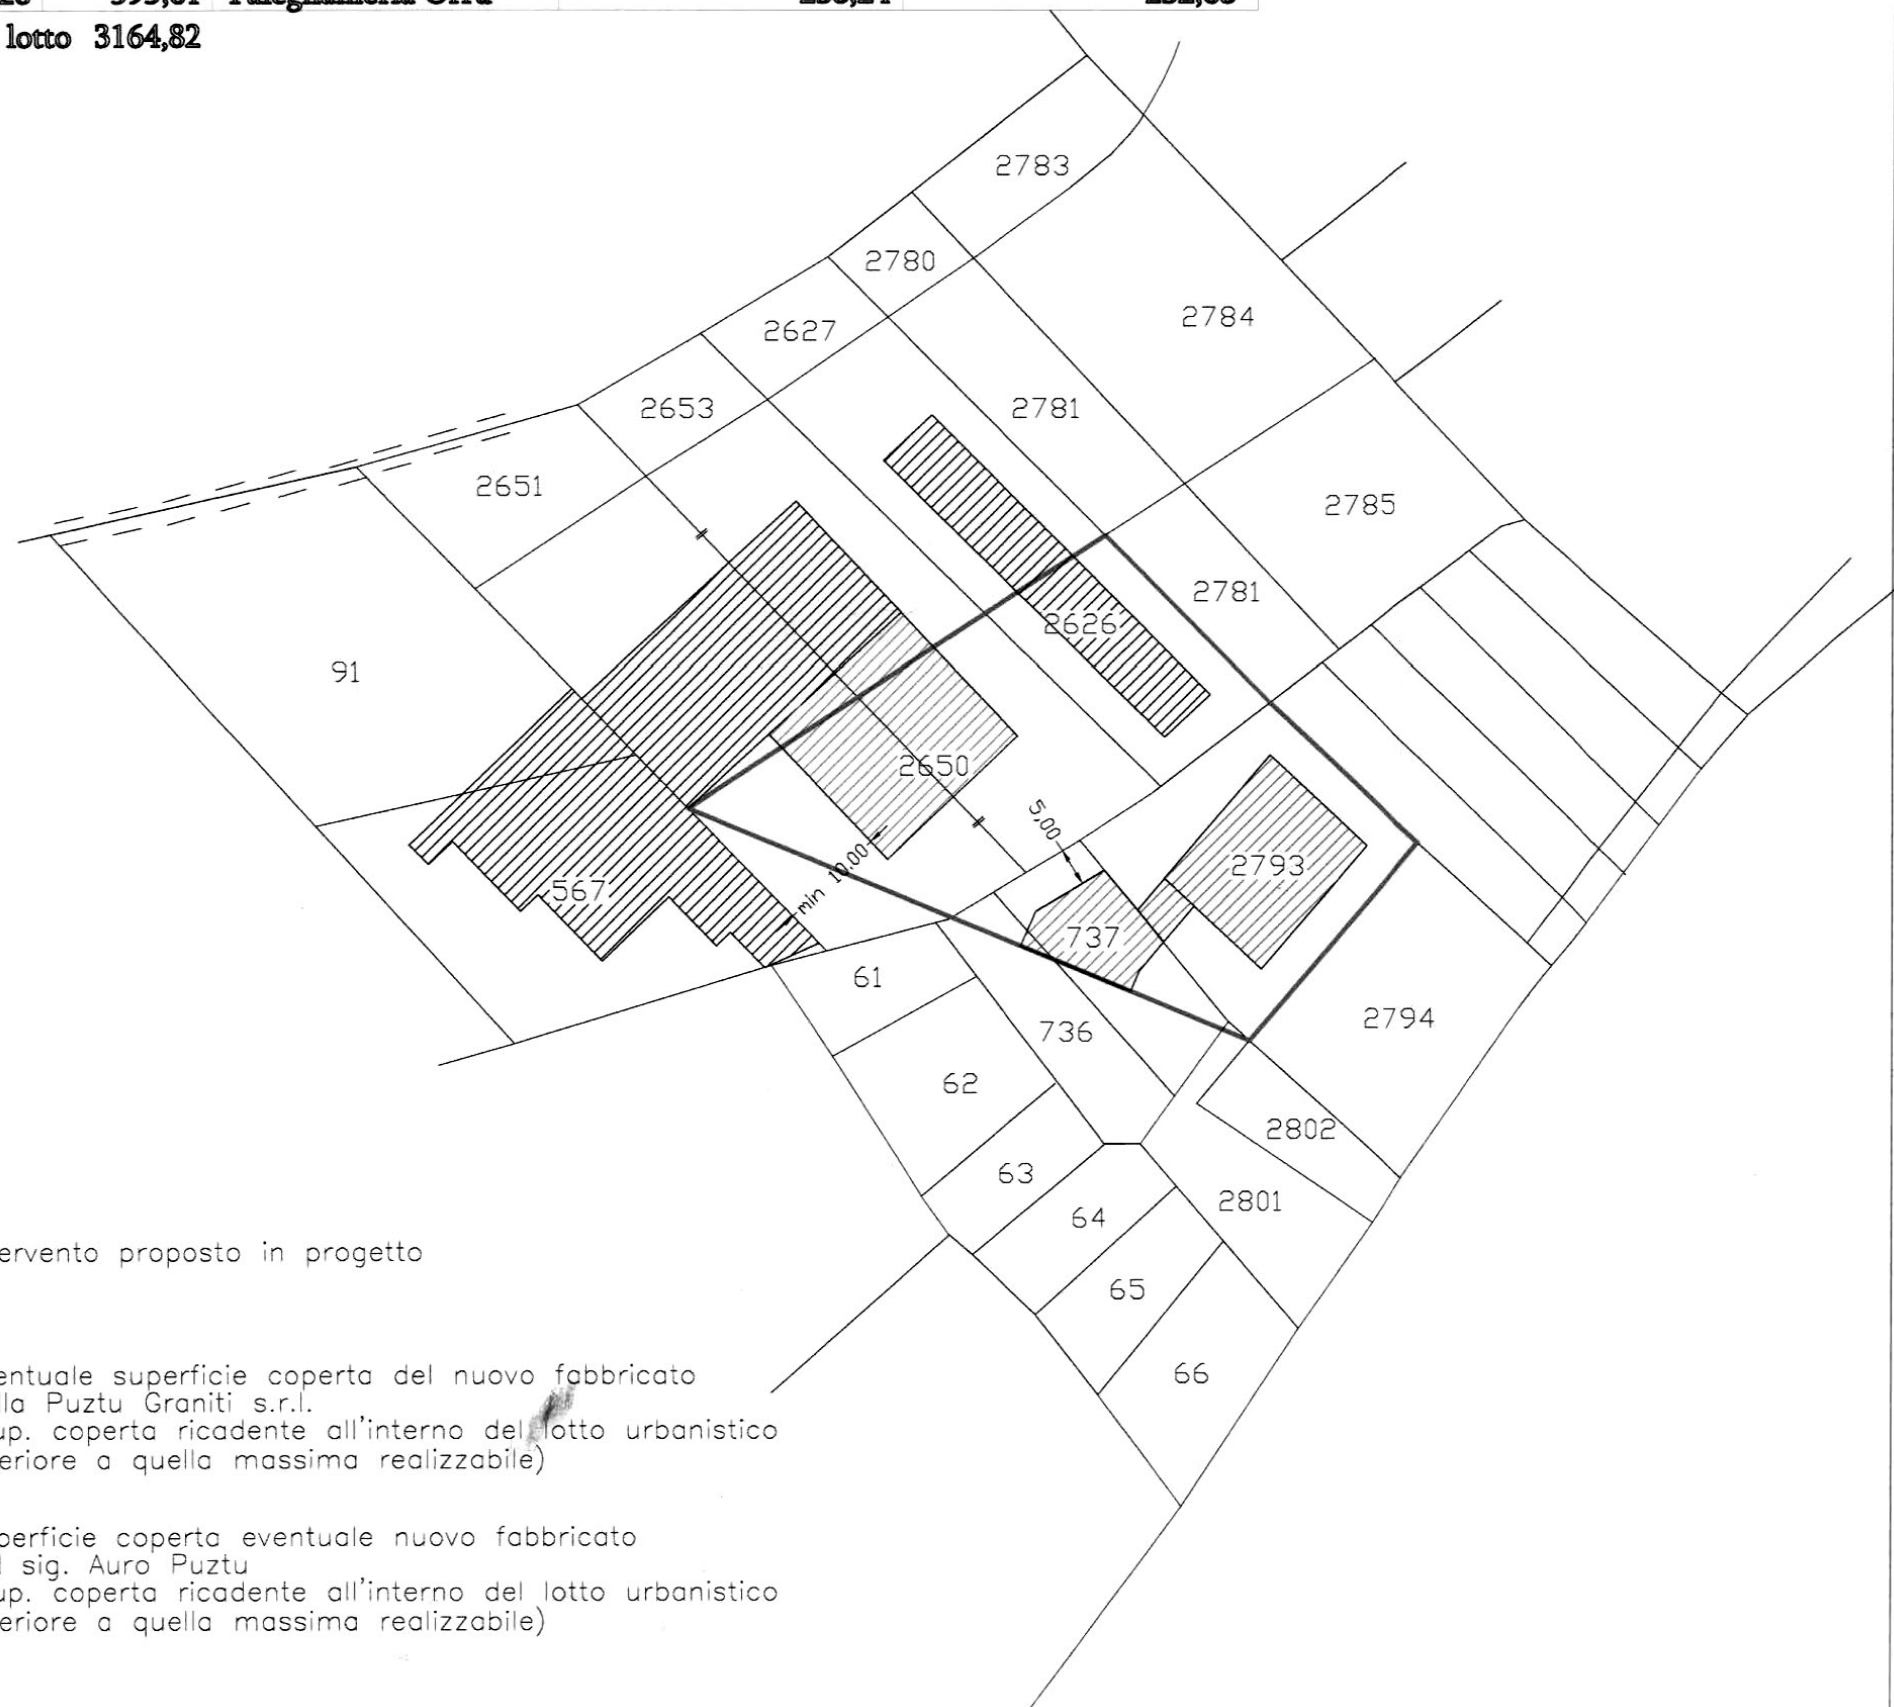 lotto 3164,82
2783
2780
2627
2784
2653
2781
2651
2785
2781
2626
91
2650
5,00
2793
min 10.00
567
737
61
2794
736
62
2802
63
2801
64
ervento proposto in progetto
65
entuale superficie coperta del nuovo fabbricato
66
lla Puztu Graniti s.r.l.
up. coperta ricadente all'interno del lotto urbanistico
eriore a quella massima realizzabile)
perficie coperta eventuale nuovo fabbricato
l sig. Auro Puztu
up. coperta ricadente all'interno del lotto urbanistico
eriore a quella massima realizzabile)